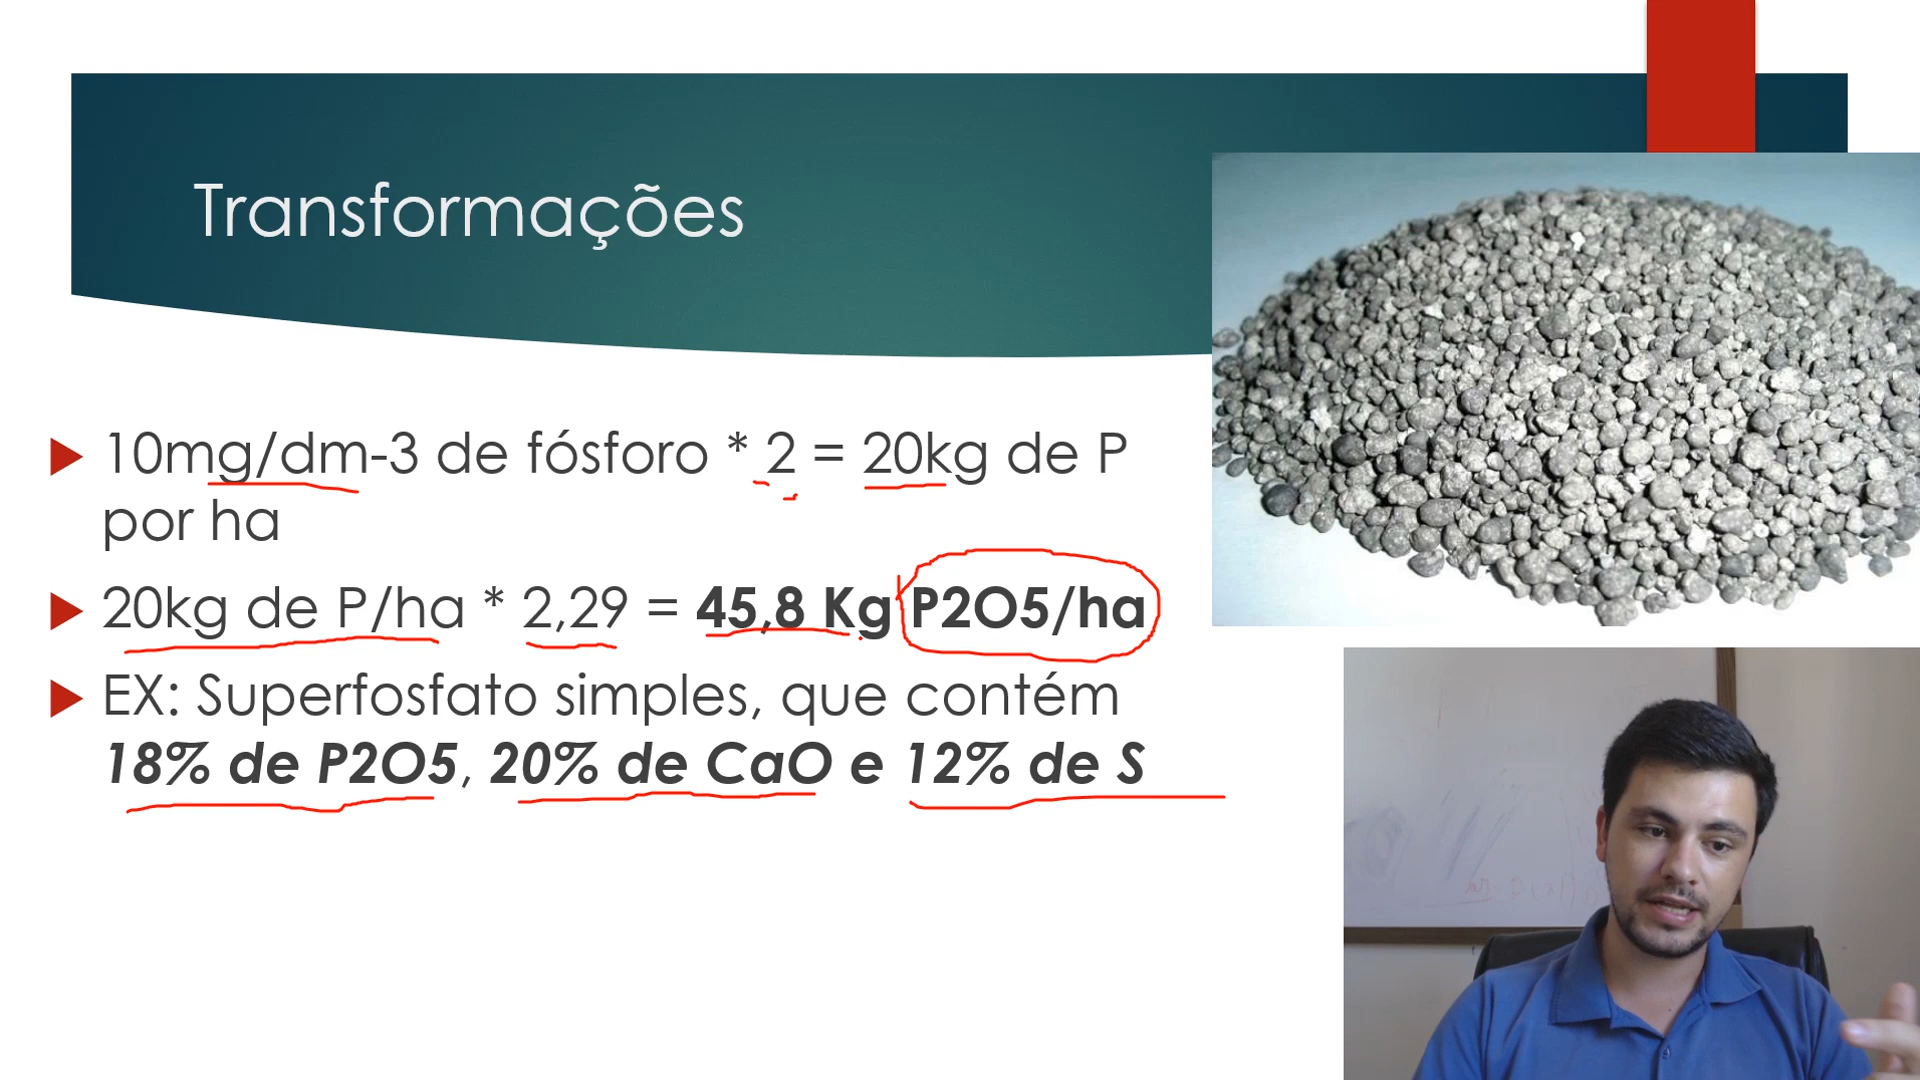 Transformações
10mg/dm-3 de fósforo * 2 = 20kg de P
por ha
20kg de P/ha * 2,29 = 45,8 Kg P2O5/ha
EX: Superfosfato simples, que contém
18% de P2O5, 20% de CaO e 12% de S